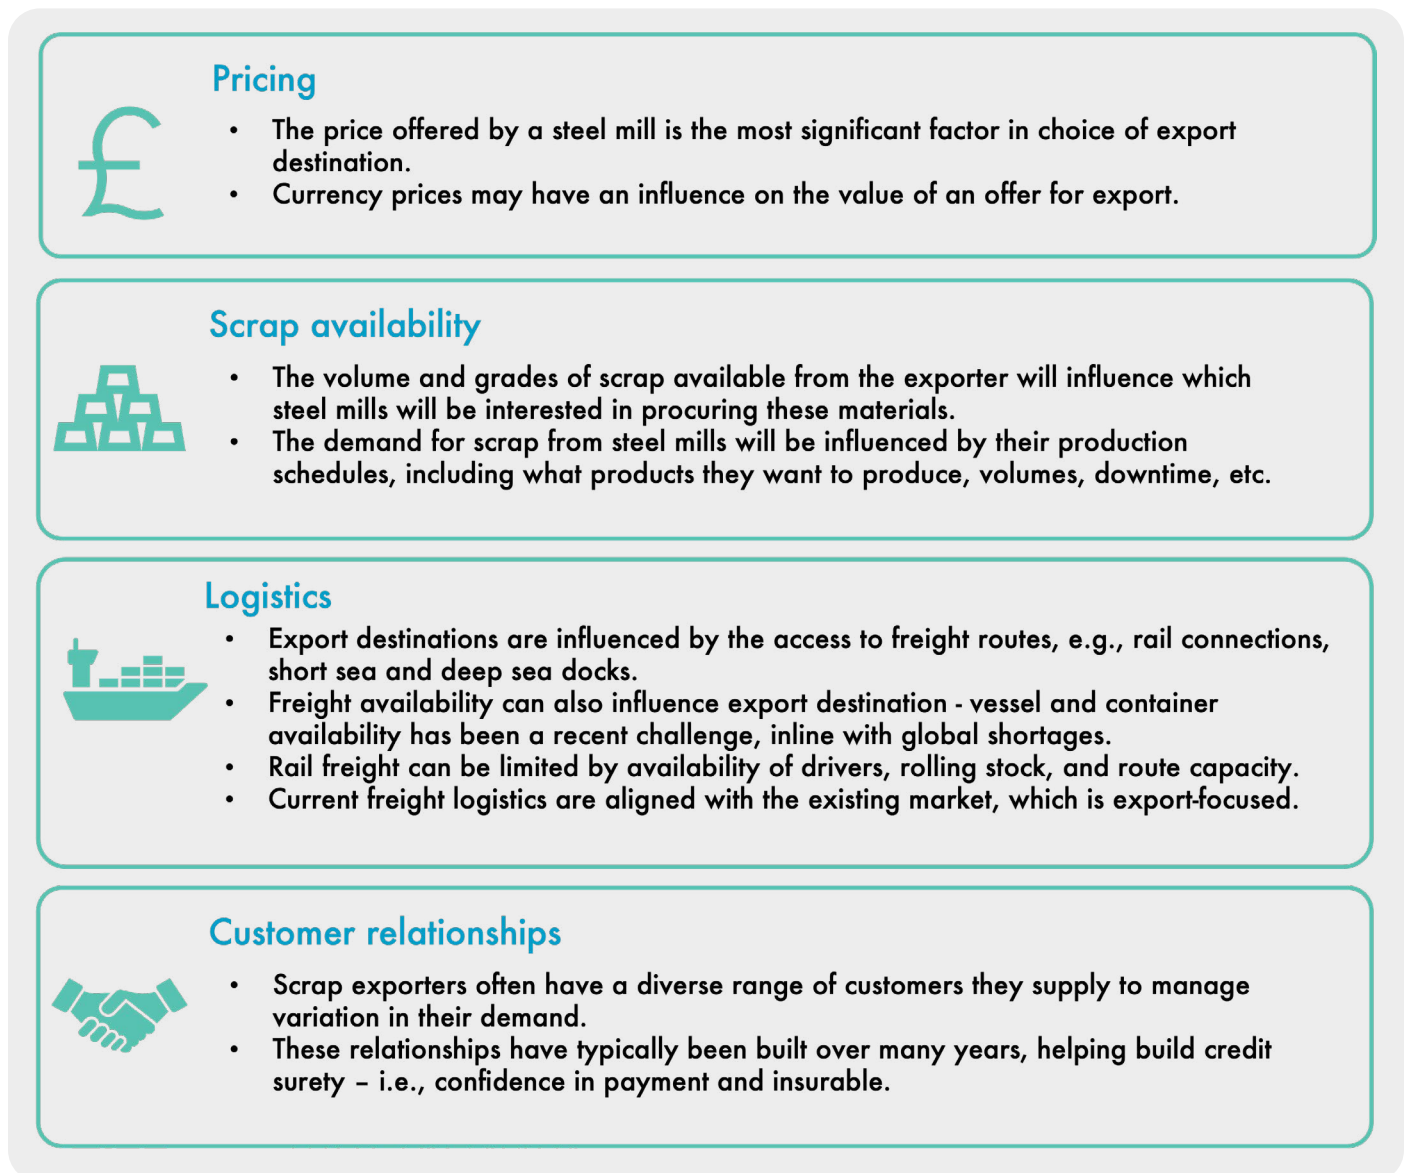 Pricing
• The price offered by a steel mill is the most significant factor in choice of export
destination.
• Currency prices may have an influence on the value of an offer for export.
Scrap availability
• The volume and grades of scrap available from the exporter will influence which
steel mills will be interested in procuring these materials.
• The demand for scrap from steel mills will be influenced by their production
schedules, including what products they want to produce, volumes, downtime, etc.
Logistics
• Export destinations are influenced by the access to freight routes, e.g., rail connections,
short sea and deep sea docks.
• Freight availability can also influence export destination - vessel and container
availability has been a recent challenge, inline with global shortages.
• Rail freight can be limited by availability of drivers, rolling stock, and route capacity.
• Current freight logistics are aligned with the existing market, which is export-focused.
Customer relationships
• Scrap exporters often have a diverse range of customers they supply to manage
variation in their demand.
• These relationships have typically been built over many years, helping build credit
surety – i.e., confidence in payment and insurable.